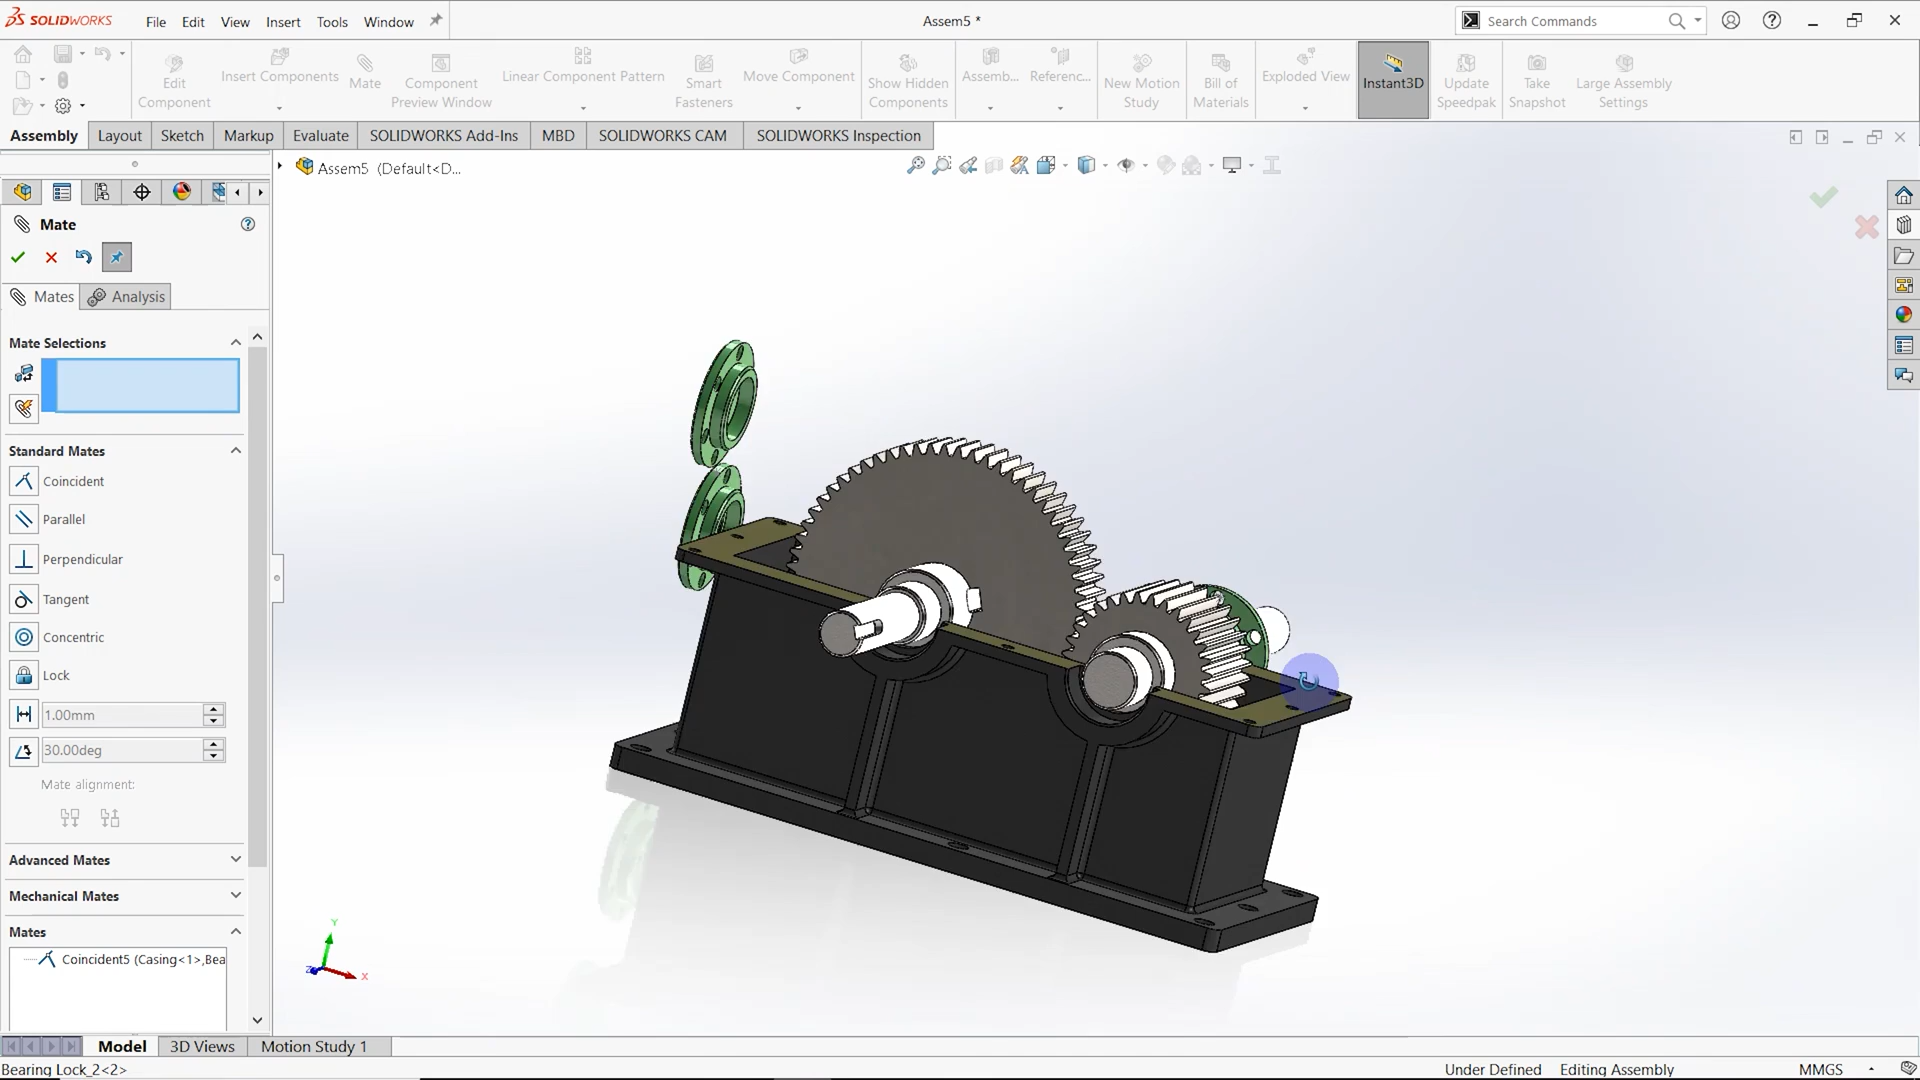 SOLIDWORKS File Edit View Insert Tools Window Assem5 * Search Commands
Edit Component
Insert Components
Mate
Component Preview Window
Linear Component Pattern
Smart Fasteners
Move Component
Show Hidden Components
Assemb...
Referenc...
New Motion Study
Bill of Materials
Exploded View
Instant3D
Update Speedpak
Take Snapshot
Large Assembly Settings
Assembly Layout Sketch Markup Evaluate SOLIDWORKS Add-Ins MBD SOLIDWORKS CAM SOLIDWORKS Inspection
Assem5 (Default<D...
Mate
Mates Analysis
Mate Selections
Standard Mates
Coincident
Parallel
Perpendicular
Tangent
Concentric
Lock
1.00mm
30.00deg
Mate alignment:
Advanced Mates
Mechanical Mates
Mates
Coincident5 (Casing<1>,Bea
Y
Z
X
Model 3D Views Motion Study 1
Bearing Lock_2<2> Under Defined Editing Assembly MMGS